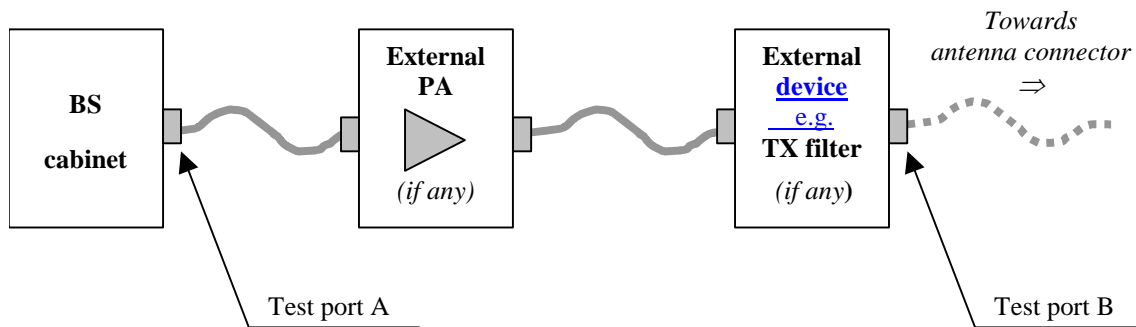 BS
cabinet
External
PA
(if any)
External
device
e.g.
TX filter
(if any)
Towards
antenna connector
⇒
Test port A
Test port B